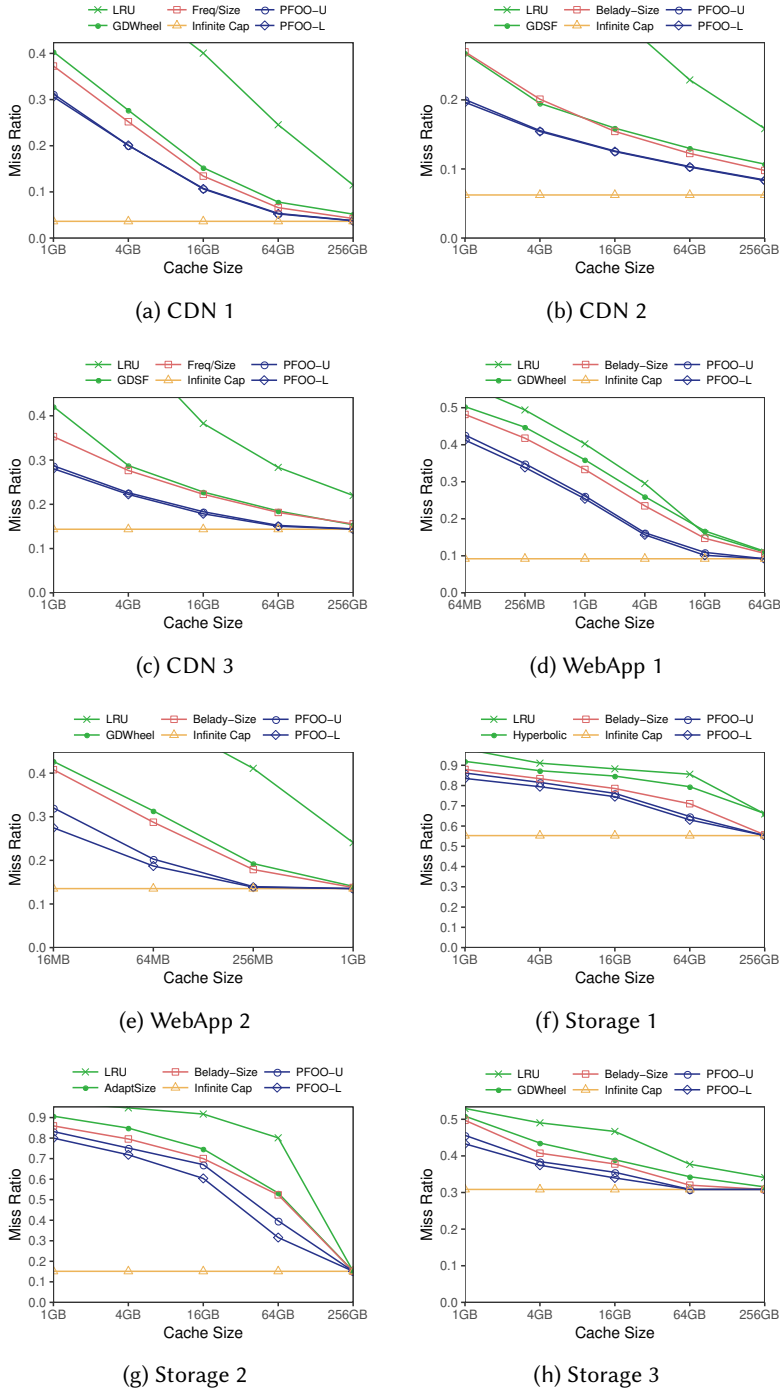 LRU Freq/Size PFOO-U
GDWheel Infinite Cap PFOO-L
0.4
0.3
0.2
0.1
0.0
Miss Ratio
1GB 4GB 16GB 64GB 256GB
Cache Size
(a) CDN 1
LRU Belady-Size PFOO-U
GDSF Infinite Cap PFOO-L
0.2
0.1
0.0
Miss Ratio
1GB 4GB 16GB 64GB 256GB
Cache Size
(b) CDN 2
LRU Freq/Size PFOO-U
GDSF Infinite Cap PFOO-L
0.4
0.3
0.2
0.1
0.0
Miss Ratio
1GB 4GB 16GB 64GB 256GB
Cache Size
(c) CDN 3
LRU Belady-Size PFOO-U
GDWheel Infinite Cap PFOO-L
0.5
0.4
0.3
0.2
0.1
0.0
Miss Ratio
64MB 256MB 1GB 4GB 16GB 64GB
Cache Size
(d) WebApp 1
LRU Belady-Size PFOO-U
GDWheel Infinite Cap PFOO-L
0.4
0.3
0.2
0.1
0.0
Miss Ratio
16MB 64MB 256MB 1GB
Cache Size
(e) WebApp 2
LRU Belady-Size PFOO-U
Hyperbolic Infinite Cap PFOO-L
0.9
0.8
0.7
0.6
0.5
0.4
0.3
0.2
0.1
0.0
Miss Ratio
1GB 4GB 16GB 64GB 256GB
Cache Size
(f) Storage 1
LRU Belady-Size PFOO-U
AdaptSize Infinite Cap PFOO-L
0.9
0.8
0.7
0.6
0.5
0.4
0.3
0.2
0.1
0.0
Miss Ratio
1GB 4GB 16GB 64GB 256GB
Cache Size
(g) Storage 2
LRU Belady-Size PFOO-U
GDWheel Infinite Cap PFOO-L
0.5
0.4
0.3
0.2
0.1
0.0
Miss Ratio
1GB 4GB 16GB 64GB 256GB
Cache Size
(h) Storage 3